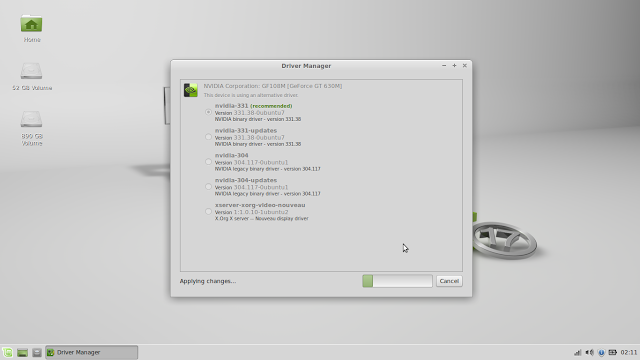 Driver Manager
Home
52 GB Volume
890 GB
Volume
NVIDIA Corporation: GF108M [GeForce GT 630M]
This device is using an alternative driver.
nvidia-331 (recommended)
Version 331.38-0ubuntu7
NVIDIA binary driver - version 331.38
nvidia-331-updates
Version 331.38-0ubuntu7
NVIDIA binary driver - version 331.38
nvidia-304
Version 304.117-0ubuntu1
NVIDIA legacy binary driver - version 304.117
nvidia-304-updates
Version 304.117-0ubuntu1
NVIDIA legacy binary driver - version 304.117
xserver-xorg-video-nouveau
Version 1:1.0.10-1ubuntu2
X.Org X server -- Nouveau display driver
Applying changes...
Cancel
Driver Manager
02:11